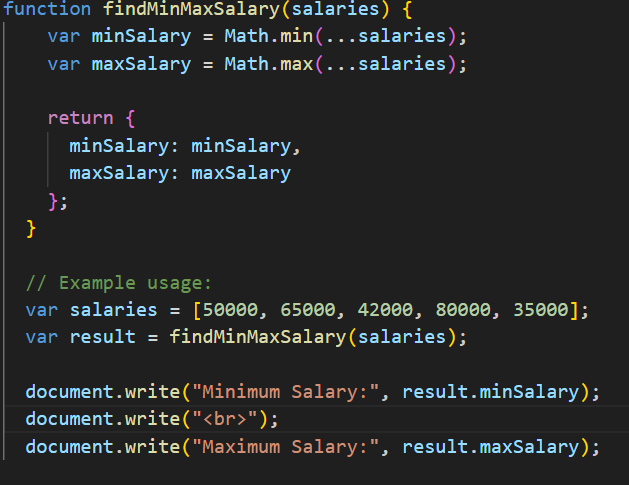 function findMinMaxSalary(salaries) {
    var minSalary = Math.min(...salaries);
    var maxSalary = Math.max(...salaries);

    return {
      minSalary: minSalary,
      maxSalary: maxSalary
    };
  }

  // Example usage:
  var salaries = [50000, 65000, 42000, 80000, 35000];
  var result = findMinMaxSalary(salaries);

  document.write("Minimum Salary:", result.minSalary);
  document.write("<br>");
  document.write("Maximum Salary:", result.maxSalary);